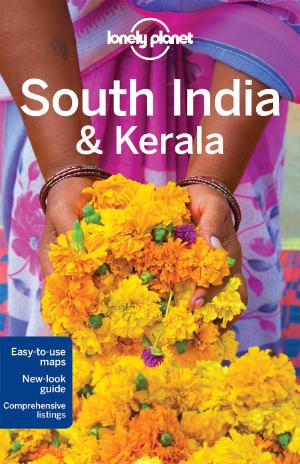 lonely planet
South India
& Kerala
Easy-to-use
maps
New-look
guide
Comprehensive
listings